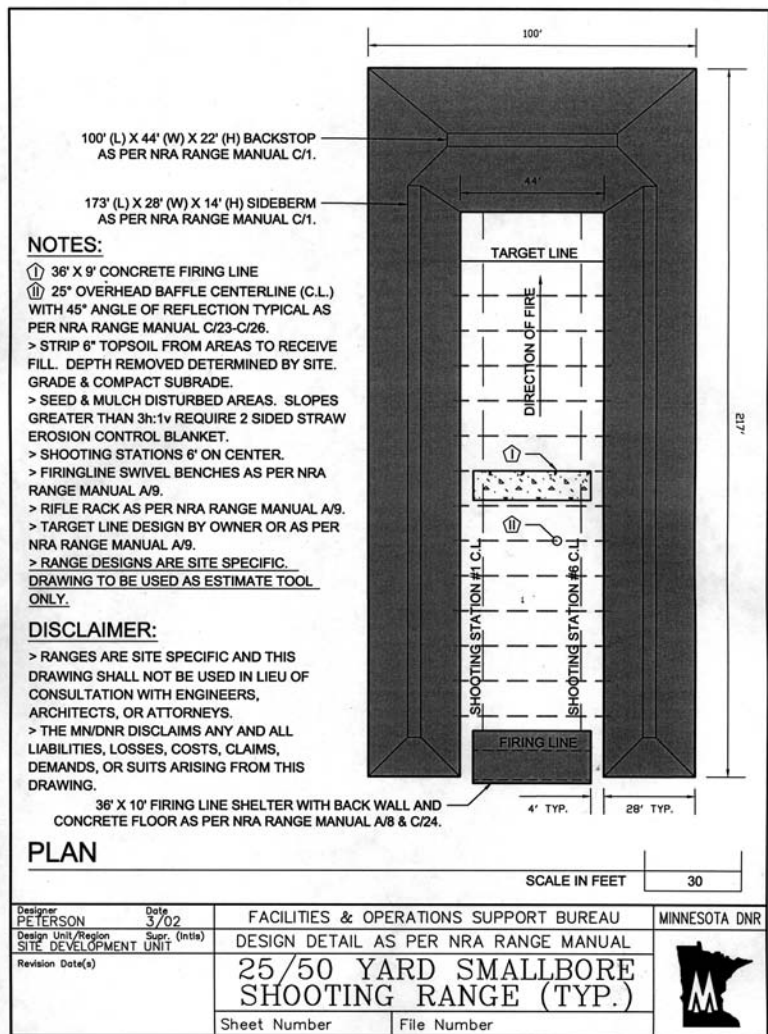 100'
100' (L) X 44' (W) X 22' (H) BACKSTOP
AS PER NRA RANGE MANUAL C/1.
44'
173' (L) X 28' (W) X 14' (H) SIDEBERM
AS PER NRA RANGE MANUAL C/1.
NOTES:
I 36' X 9' CONCRETE FIRING LINE
II 25° OVERHEAD BAFFLE CENTERLINE (C.L.)
WITH 45° ANGLE OF REFLECTION TYPICAL AS
PER NRA RANGE MANUAL C/23-C/26.
> STRIP 6" TOPSOIL FROM AREAS TO RECEIVE
FILL. DEPTH REMOVED DETERMINED BY SITE.
GRADE & COMPACT SUBRADE.
> SEED & MULCH DISTURBED AREAS. SLOPES
GREATER THAN 3h:1v REQUIRE 2 SIDED STRAW
EROSION CONTROL BLANKET.
> SHOOTING STATIONS 6' ON CENTER.
> FIRINGLINE SWIVEL BENCHES AS PER NRA
RANGE MANUAL A/9.
> RIFLE RACK AS PER NRA RANGE MANUAL A/9.
> TARGET LINE DESIGN BY OWNER OR AS PER
NRA RANGE MANUAL A/9.
> RANGE DESIGNS ARE SITE SPECIFIC.
DRAWING TO BE USED AS ESTIMATE TOOL
ONLY.
DISCLAIMER:
> RANGES ARE SITE SPECIFIC AND THIS
DRAWING SHALL NOT BE USED IN LIEU OF
CONSULTATION WITH ENGINEERS,
ARCHITECTS, OR ATTORNEYS.
> THE MN/DNR DISCLAIMS ANY AND ALL
LIABILITIES, LOSSES, COSTS, CLAIMS,
DEMANDS, OR SUITS ARISING FROM THIS
DRAWING.
TARGET LINE
DIRECTION OF FIRE
I
II
SHOOTING STATION #1 C.L.
SHOOTING STATION #6 C.L.
FIRING LINE
217'
36' X 10' FIRING LINE SHELTER WITH BACK WALL AND
CONCRETE FLOOR AS PER NRA RANGE MANUAL A/8 & C/24.
4' TYP.
28' TYP.
PLAN
SCALE IN FEET
30
Designer
PETERSON
Date
3/02
Design Unit/Region
SITE DEVELOPMENT UNIT
Supr. (Intls)
Revision Date(s)
FACILITIES & OPERATIONS SUPPORT BUREAU
DESIGN DETAIL AS PER NRA RANGE MANUAL
25/50 YARD SMALLBORE
SHOOTING RANGE (TYP.)
Sheet Number
File Number
MINNESOTA DNR
M